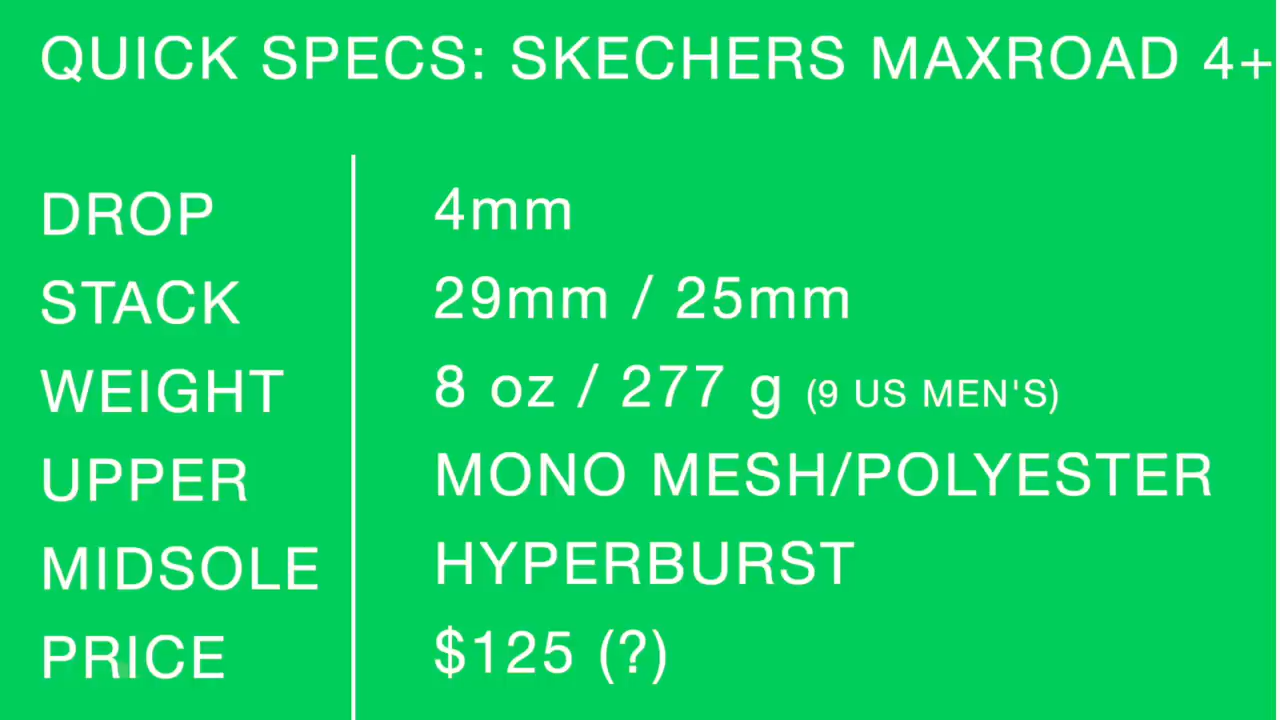 QUICK SPECS: SKECHERS MAXROAD 4+
DROP 4mm
STACK 29mm / 25mm
WEIGHT 8 oz / 277 g (9 US MEN'S)
UPPER MONO MESH/POLYESTER
MIDSOLE HYPERBURST
PRICE $125 (?)